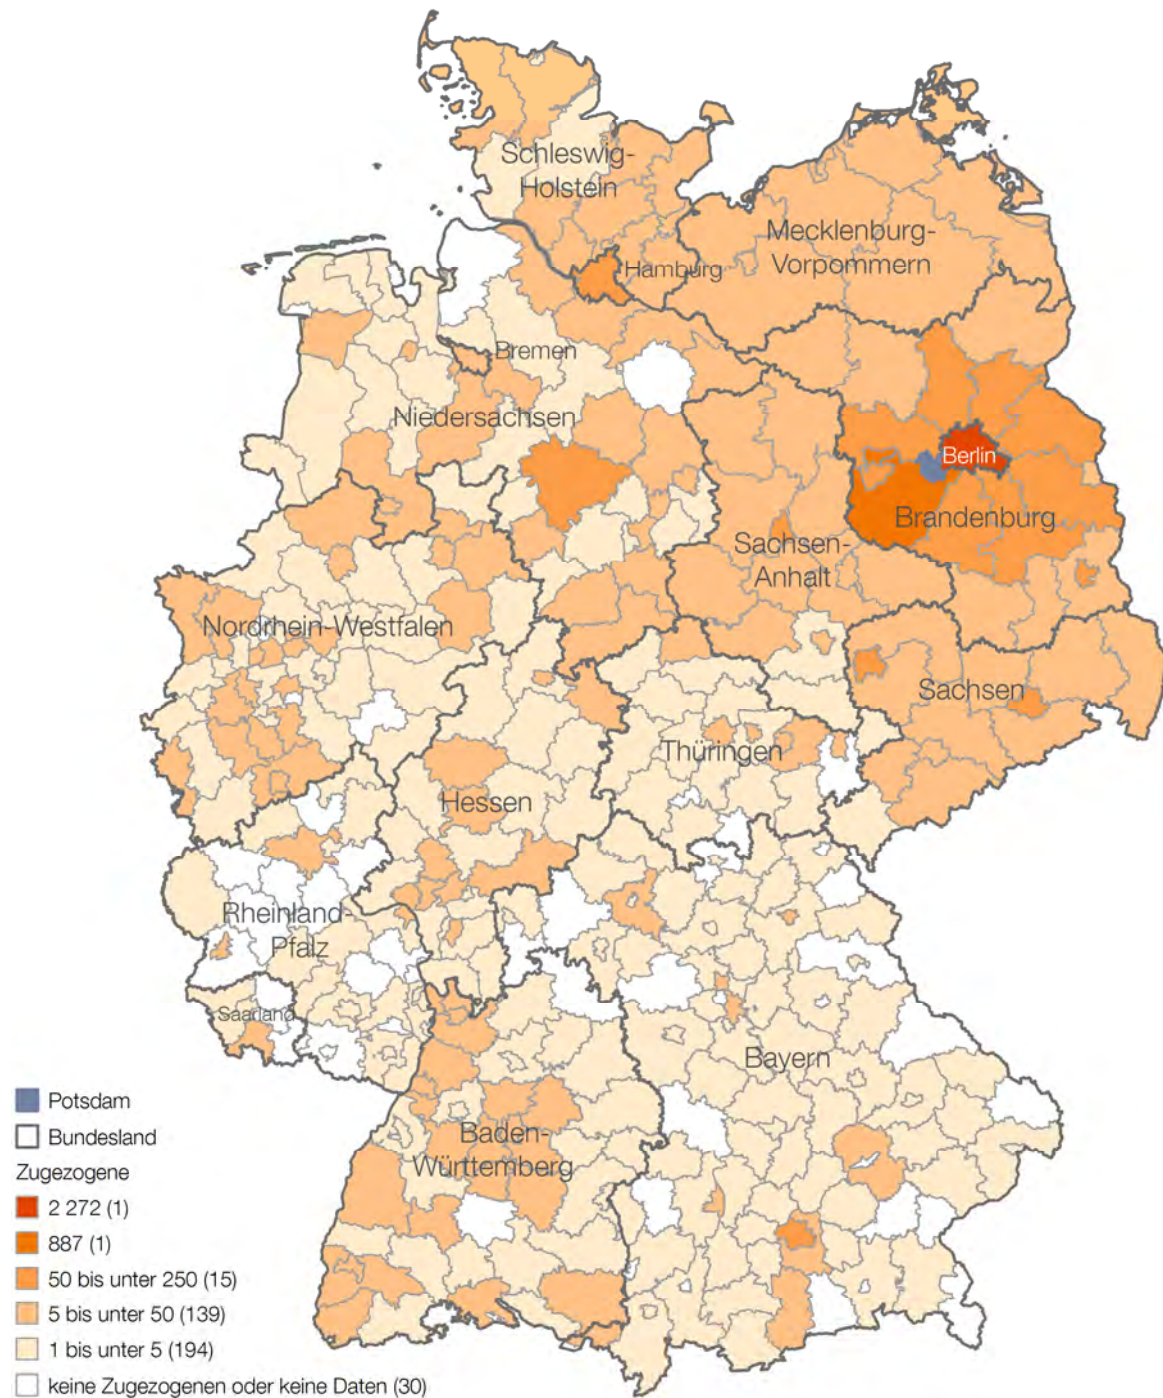 Schleswig-
Holstein
Mecklenburg-
Vorpommern
Hamburg
Bremen
Niedersachsen
Berlin
Brandenburg
Sachsen-
Anhalt
Nordrhein-Westfalen
Sachsen
Thüringen
Hessen
Rheinland-
Pfalz
Saarland
Bayern
Baden-
Württemberg
Potsdam
Bundesland
Zugezogene
2 272 (1)
887 (1)
50 bis unter 250 (15)
5 bis unter 50 (139)
1 bis unter 5 (194)
keine Zugezogenen oder keine Daten (30)